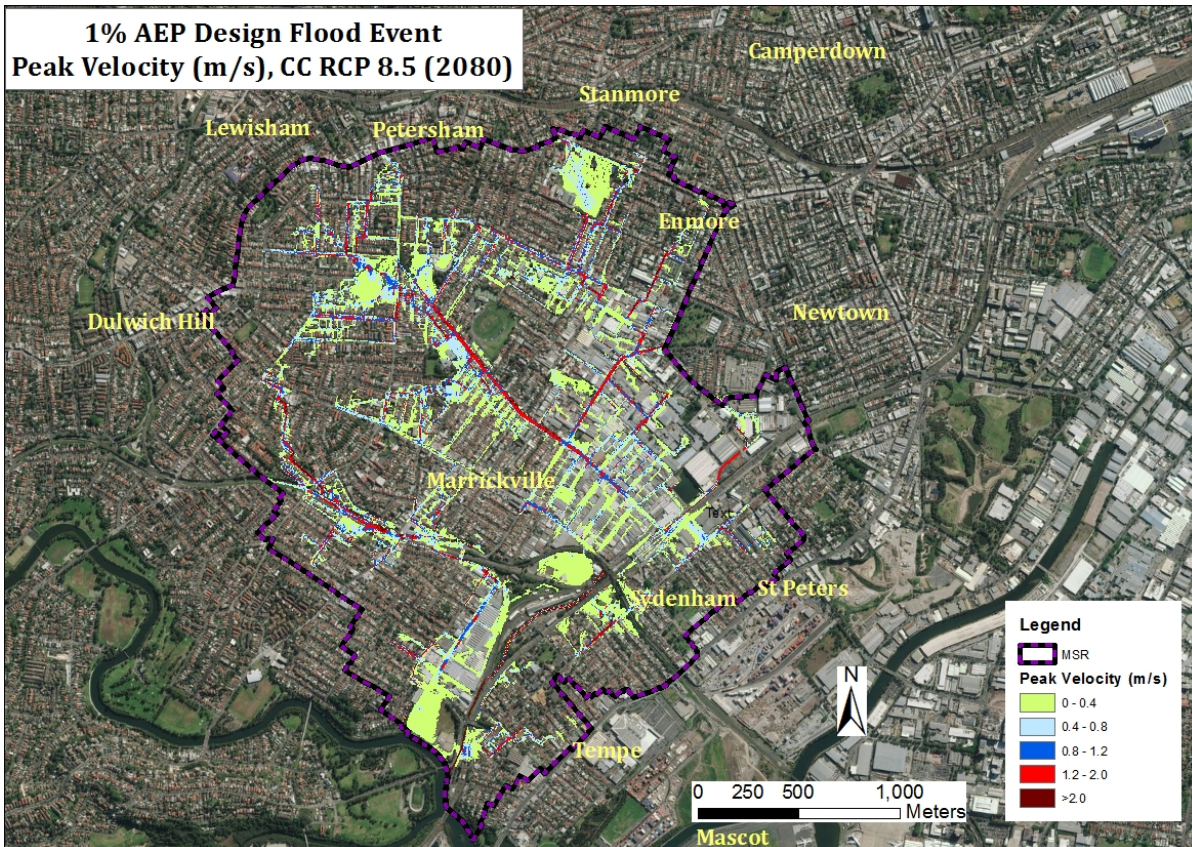 1% AEP Design Flood Event
Peak Velocity (m/s), CC RCP 8.5 (2080)
Camperdown
Stanmore
Lewisham
Petersham
Enmore
Newtown
Dulwich Hill
Marrickville
Text
Sydenham
St Peters
Tempe
Mascot
N
0 250 500 1,000
Meters
Legend
MSR
Peak Velocity (m/s)
0 - 0.4
0.4 - 0.8
0.8 - 1.2
1.2 - 2.0
>2.0